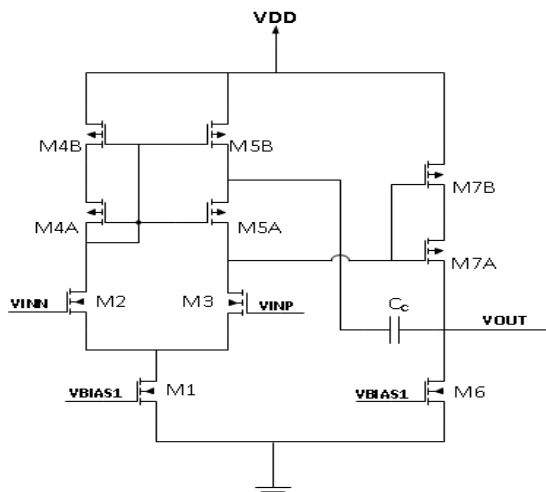 VDD
M4B
M5B
M7B
M4A
M5A
M7A
VINN
M2
M3
VINP
Cc
VOUT
VBIAS1
M1
VBIAS1
M6